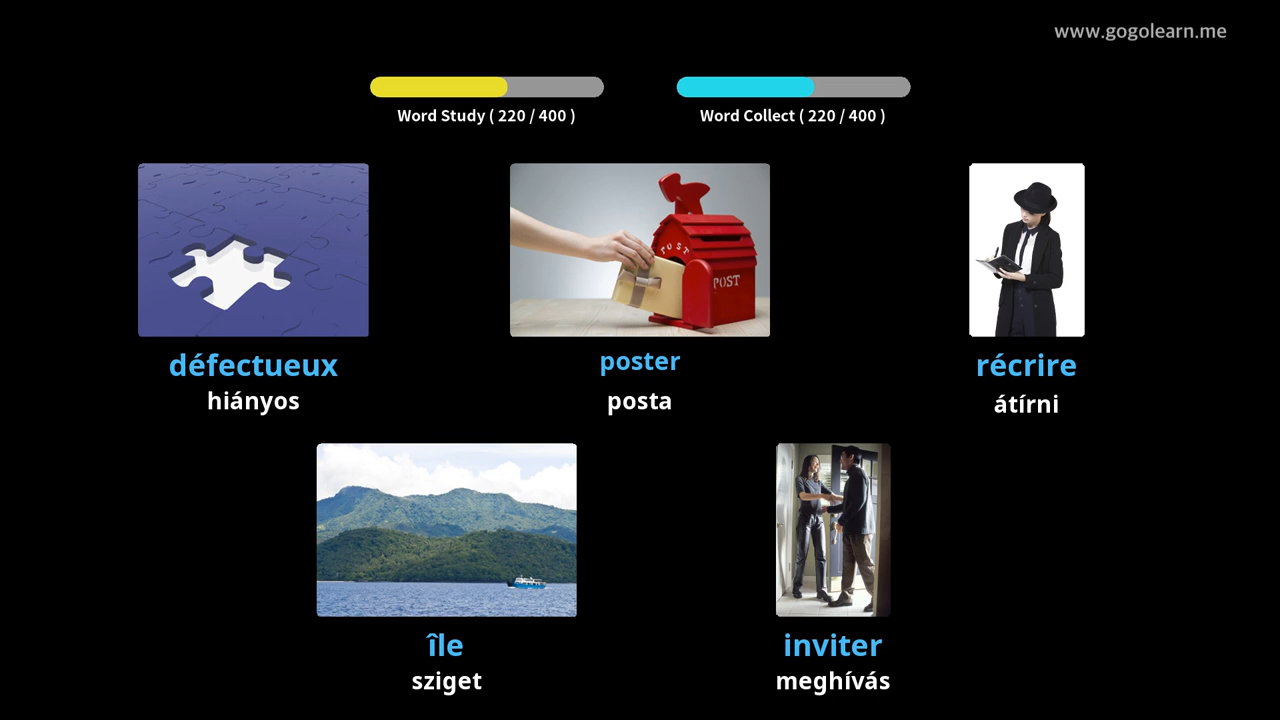 www.gogolearn.me
Word Study ( 220 / 400 )
Word Collect ( 220 / 400 )
POST
POST
défectueux
hiányos
poster
posta
récrire
átírni
île
sziget
inviter
meghívás